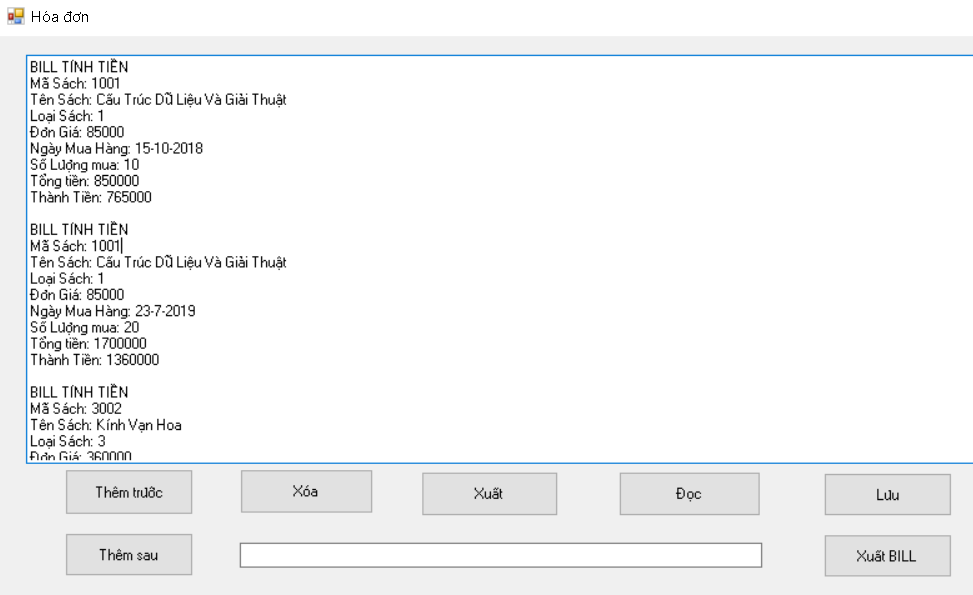 Hóa đơn
BILL TÍNH TIỀN
Mã Sách: 1001
Tên Sách: Cấu Trúc Dữ Liệu Và Giải Thuật
Loại Sách: 1
Đơn Giá: 85000
Ngày Mua Hàng: 15-10-2018
Số Lượng mua: 10
Tổng tiền: 850000
Thành Tiền: 765000
BILL TÍNH TIỀN
Mã Sách: 1001
Tên Sách: Cấu Trúc Dữ Liệu Và Giải Thuật
Loại Sách: 1
Đơn Giá: 85000
Ngày Mua Hàng: 23-7-2019
Số Lượng mua: 20
Tổng tiền: 1700000
Thành Tiền: 1360000
BILL TÍNH TIỀN
Mã Sách: 3002
Tên Sách: Kính Vạn Hoa
Loại Sách: 3
Đơn Giá: 360000
Thêm trước
Xóa
Xuất
Đọc
Lưu
Thêm sau
Xuất BILL